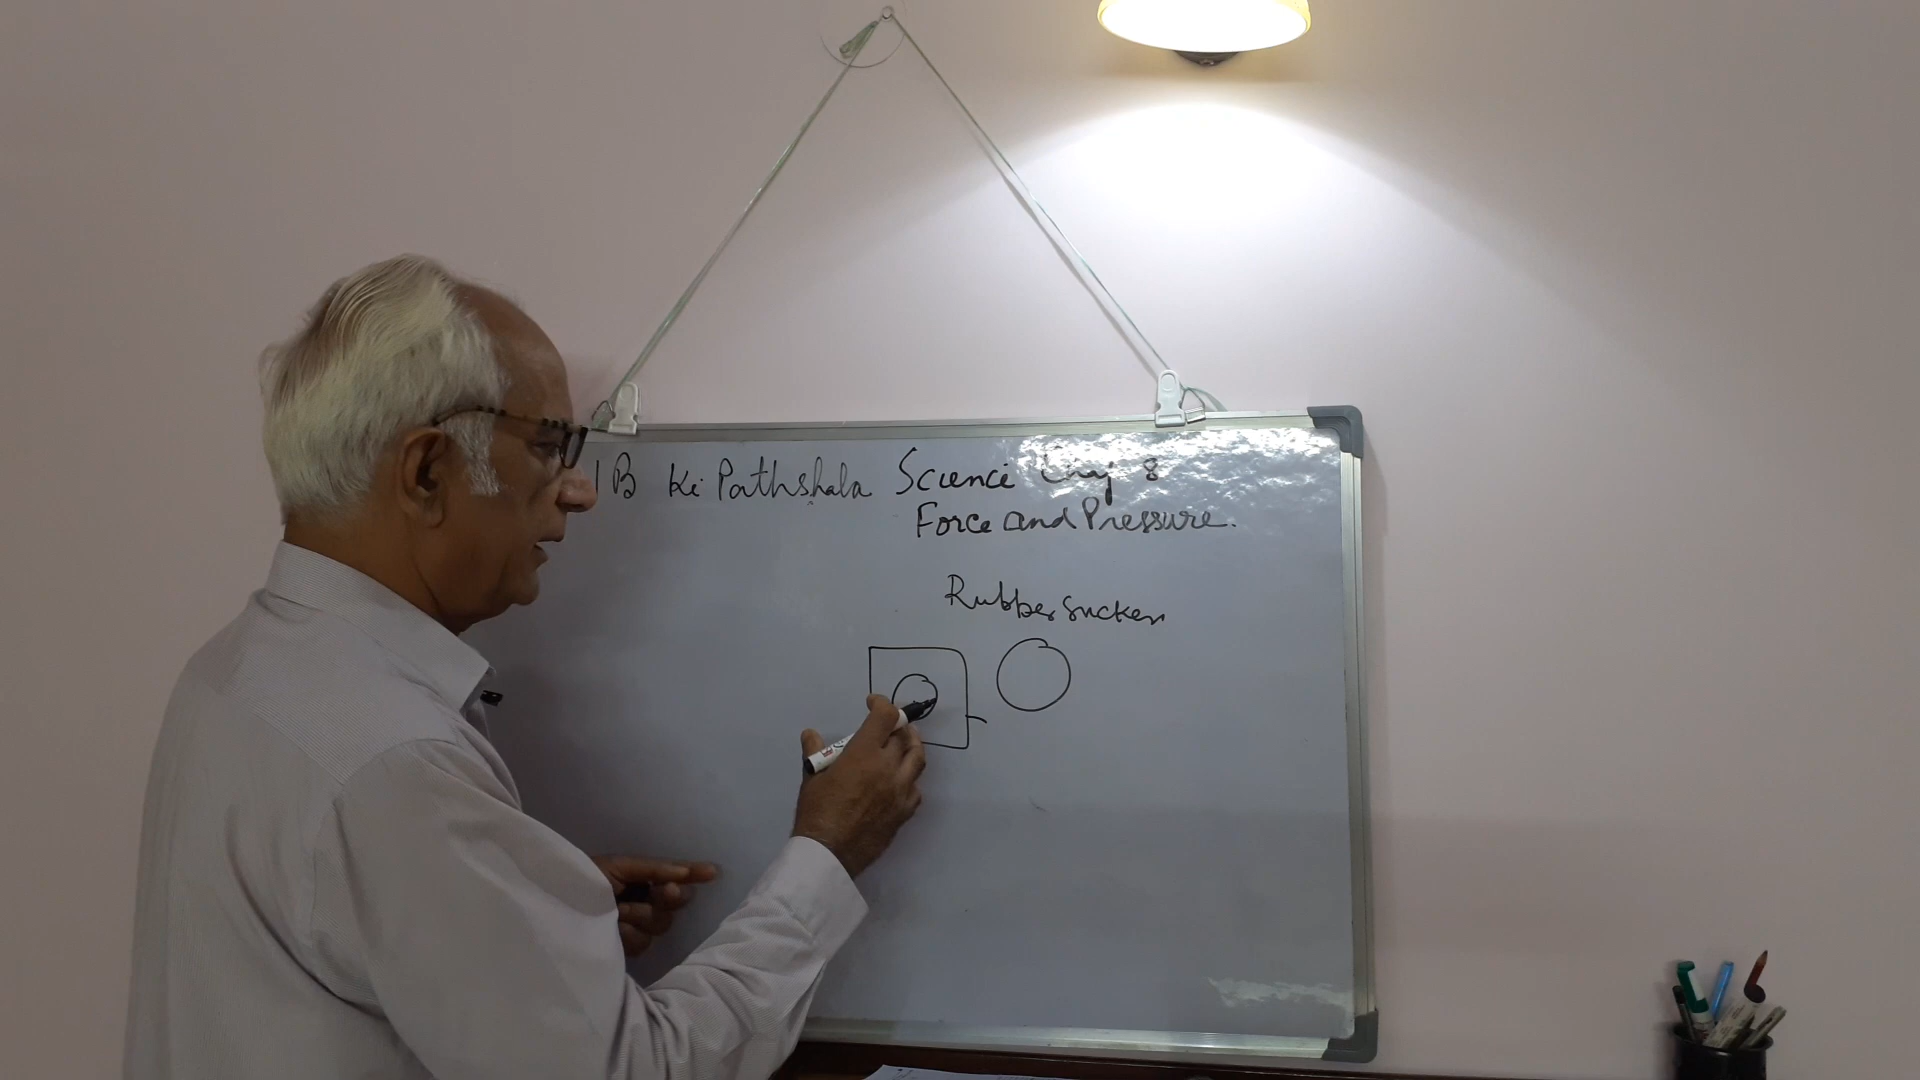 B Ki Pathshala Science Chap 8
Force and Pressure.
Rubber sucker